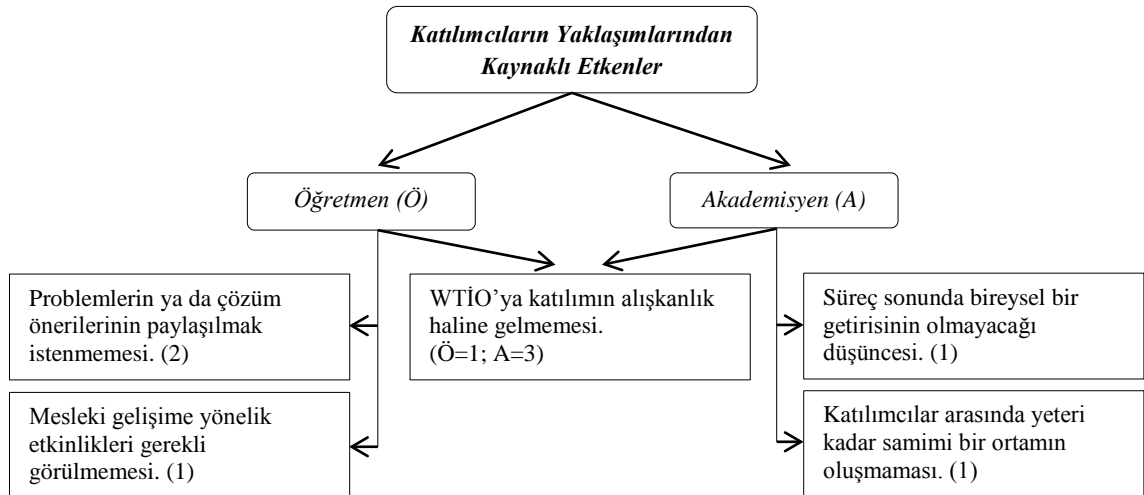 Katılımcıların Yaklaşımlarından
Kaynaklı Etkenler
Öğretmen (Ö)
Akademisyen (A)
Problemlerin ya da çözüm
önerilerinin paylaşılmak
istenmemesi. (2)
WTİO’ya katılımın alışkanlık
haline gelmemesi.
(Ö=1; A=3)
Süreç sonunda bireysel bir
getirisinin olmayacağı
düşüncesi. (1)
Mesleki gelişime yönelik
etkinlikleri gerekli
görülmemesi. (1)
Katılımcılar arasında yeteri
kadar samimi bir ortamın
oluşmaması. (1)